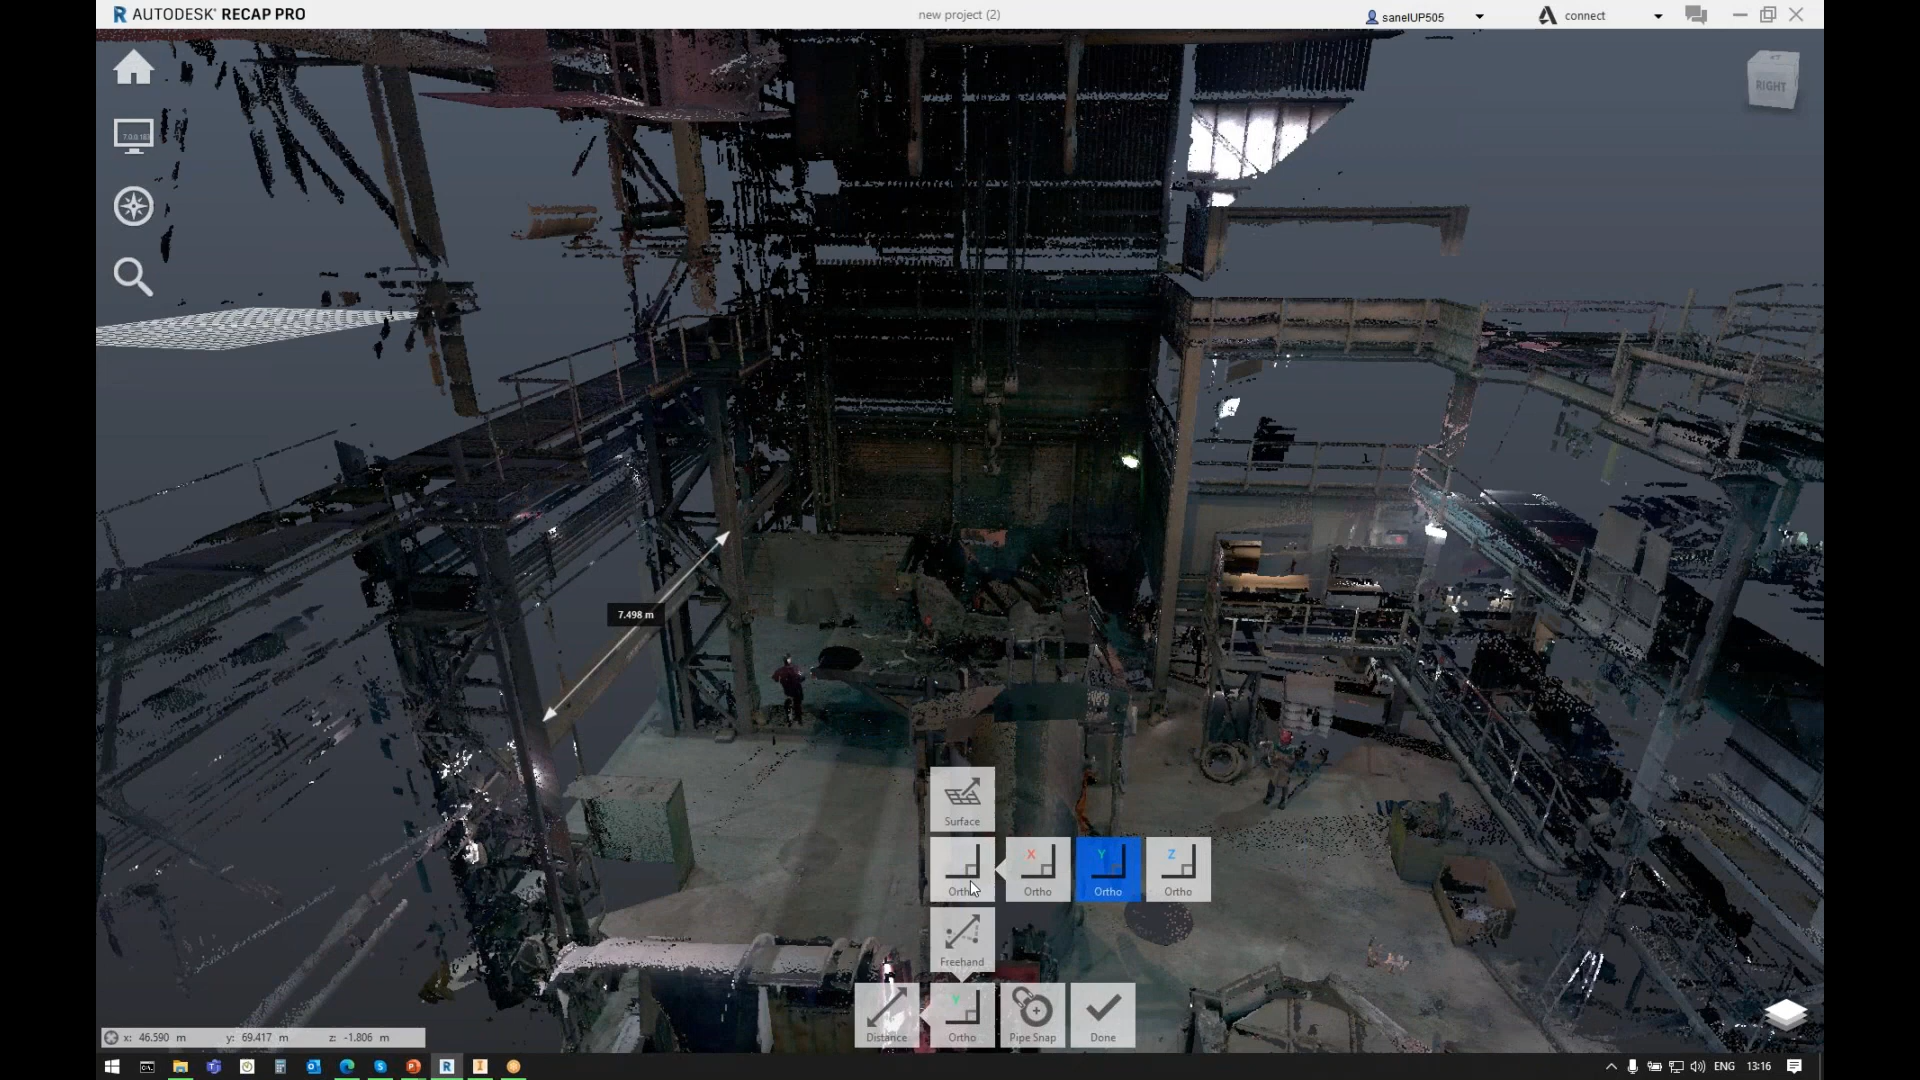 R AUTODESK® RECAP PRO
new project (2)
sanelUP505
connect
RIGHT
7.498 m
Surface
Ortho
X
Ortho
Y
Ortho
Z
Ortho
Freehand
Distance
Y
Ortho
Pipe Snap
Done
x: 46.590 m y: 69.417 m z: -1.806 m
ENG
13:16